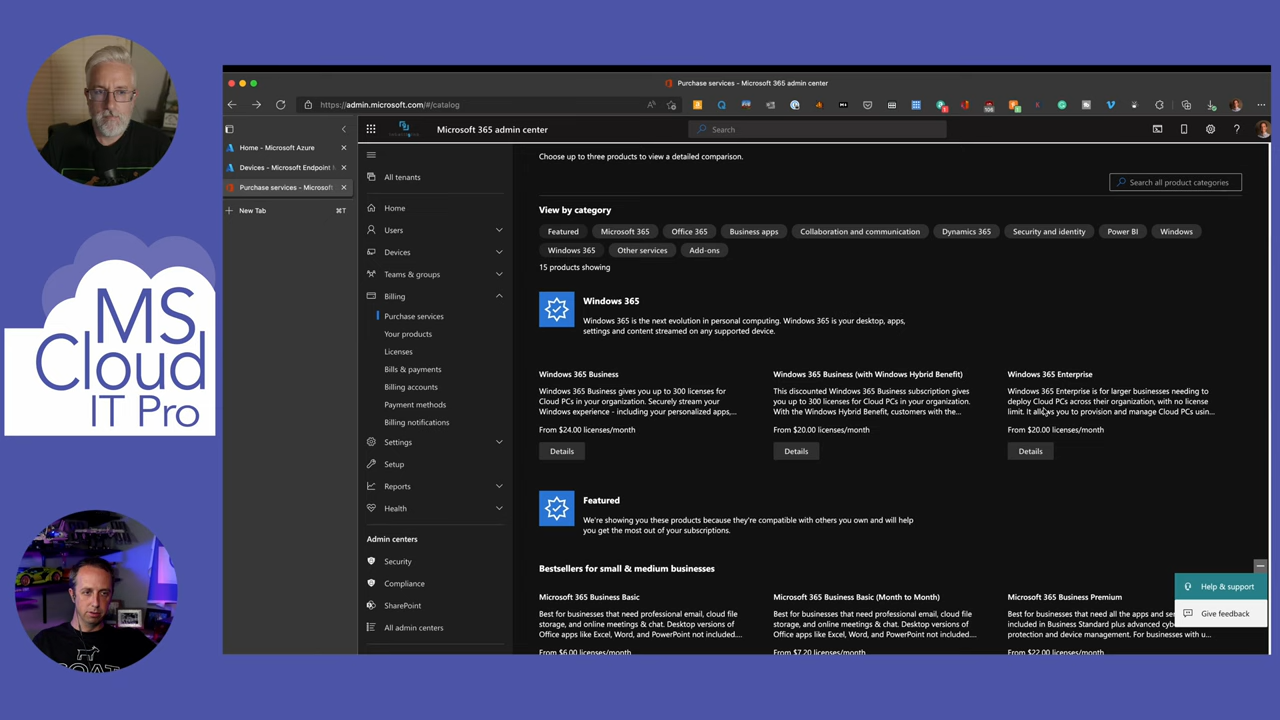 MS
Cloud
IT Pro
Purchase services - Microsoft 365 admin center
https://admin.microsoft.com/#/catalog
Home - Microsoft Azure
Devices - Microsoft Endpoint
Purchase services - Microsoft
New Tab
⌘T
Microsoft 365 admin center
Search
All tenants
Home
Users
Devices
Teams & groups
Billing
Purchase services
Your products
Licenses
Bills & payments
Billing accounts
Payment methods
Billing notifications
Settings
Setup
Reports
Health
Admin centers
Security
Compliance
SharePoint
All admin centers
Choose up to three products to view a detailed comparison.
Search all product categories
View by category
Featured
Microsoft 365
Office 365
Business apps
Collaboration and communication
Dynamics 365
Security and identity
Power BI
Windows
Windows 365
Other services
Add-ons
15 products showing
Windows 365
Windows 365 is the next evolution in personal computing. Windows 365 is your desktop, apps,
settings and content streamed on any supported device.
Windows 365 Business
Windows 365 Business gives you up to 300 licenses for
Cloud PCs in your organization. Securely stream your
Windows experience - including your personalized apps,...
From $24.00 licenses/month
Details
Windows 365 Business (with Windows Hybrid Benefit)
This discounted Windows 365 Business subscription gives
you up to 300 licenses for Cloud PCs in your organization.
With the Windows Hybrid Benefit, customers with the...
From $20.00 licenses/month
Details
Windows 365 Enterprise
Windows 365 Enterprise is for larger businesses needing to
deploy Cloud PCs across their organization, with no license
limit. It allows you to provision and manage Cloud PCs usin...
From $20.00 licenses/month
Details
Featured
We're showing you these products because they're compatible with others you own and will help
you get the most out of your subscriptions.
Bestsellers for small & medium businesses
Microsoft 365 Business Basic
Best for businesses that need professional email, cloud file
storage, and online meetings & chat. Desktop versions of
Office apps like Excel, Word, and PowerPoint not included....
From $6.00 licenses/month
Microsoft 365 Business Basic (Month to Month)
Best for businesses that need professional email, cloud file
storage, and online meetings & chat. Desktop versions of
Office apps like Excel, Word, and PowerPoint not included....
From $7.20 licenses/month
Microsoft 365 Business Premium
Best for businesses that need all the apps and ser
included in Business Standard plus advanced cyb
protection and device management. For businesses with u...
From $22.00 licenses/month
Help & support
Give feedback